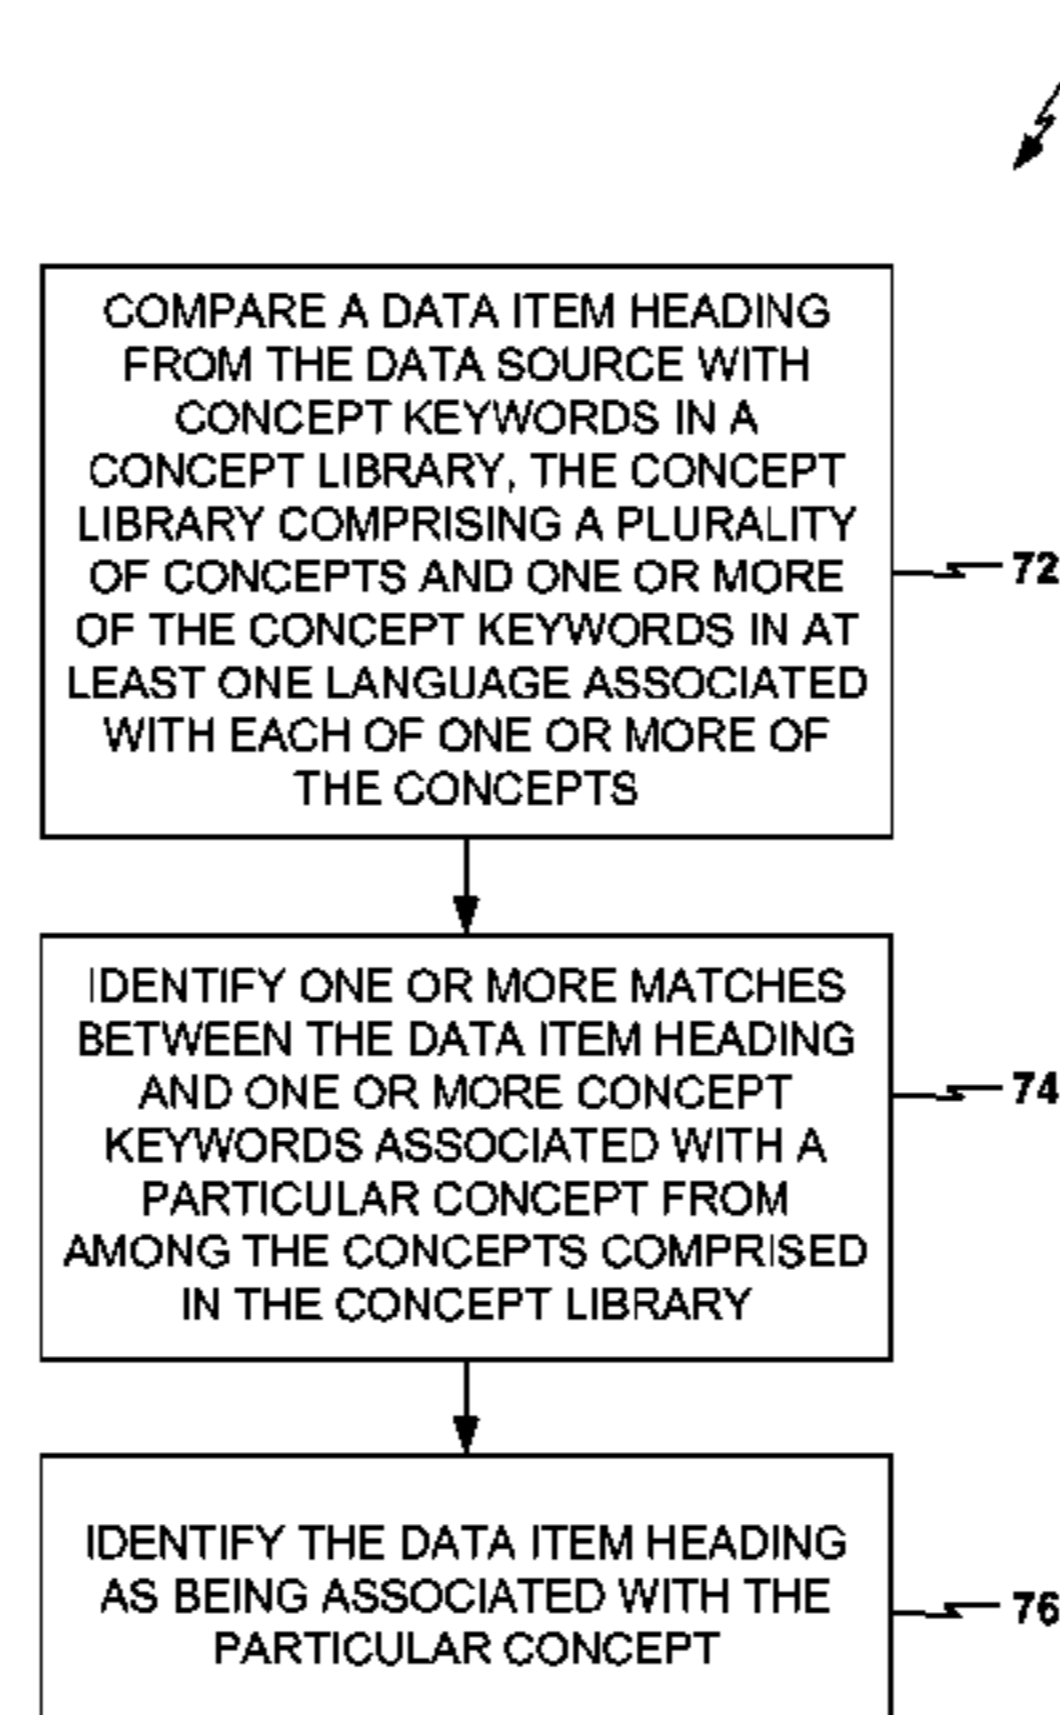 COMPARE A DATA ITEM HEADING
FROM THE DATA SOURCE WITH
CONCEPT KEYWORDS IN A
CONCEPT LIBRARY, THE CONCEPT
LIBRARY COMPRISING A PLURALITY
OF CONCEPTS AND ONE OR MORE
OF THE CONCEPT KEYWORDS IN AT
LEAST ONE LANGUAGE ASSOCIATED
WITH EACH OF ONE OR MORE OF
THE CONCEPTS
72
IDENTIFY ONE OR MORE MATCHES
BETWEEN THE DATA ITEM HEADING
AND ONE OR MORE CONCEPT
KEYWORDS ASSOCIATED WITH A
PARTICULAR CONCEPT FROM
AMONG THE CONCEPTS COMPRISED
IN THE CONCEPT LIBRARY
74
IDENTIFY THE DATA ITEM HEADING
AS BEING ASSOCIATED WITH THE
PARTICULAR CONCEPT
76